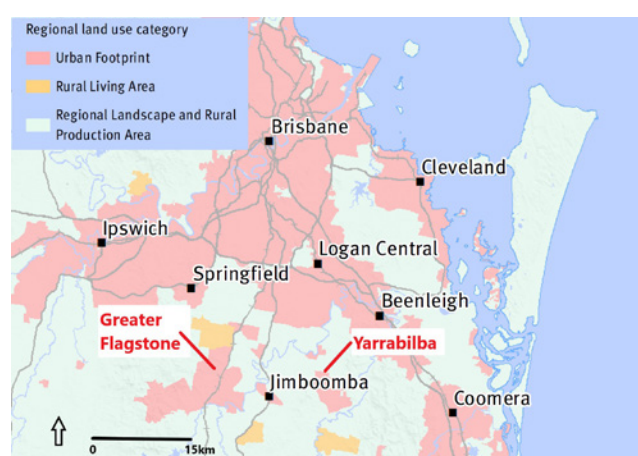 Regional land use category
Urban Footprint
Rural Living Area
Regional Landscape and Rural
Production Area
Brisbane
Cleveland
Ipswich
Logan Central
Springfield
Beenleigh
Greater
Flagstone
Yarrabilba
Jimboomba
Coomera
0 15km